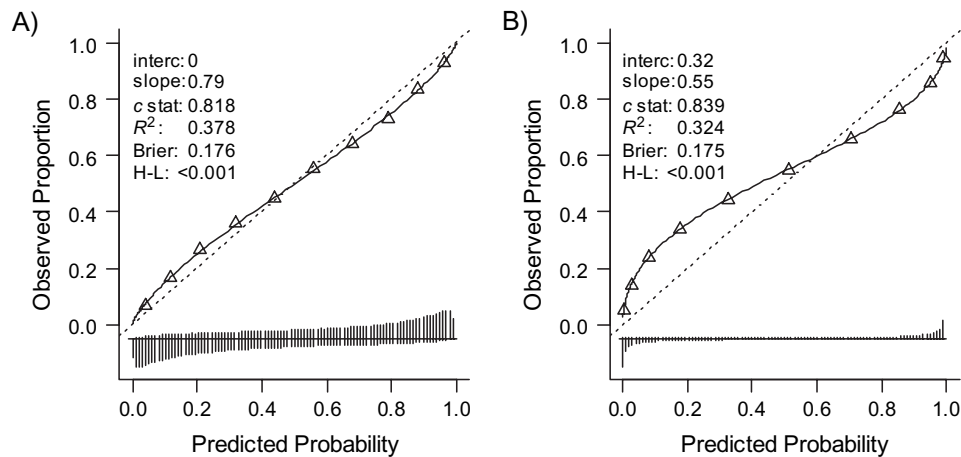 A)
interc: 0
slope: 0.79
c stat: 0.818
R²: 0.378
Brier: 0.176
H-L: <0.001
Observed Proportion
1.0
0.8
0.6
0.4
0.2
0.0
0.0 0.2 0.4 0.6 0.8 1.0
Predicted Probability
B)
interc: 0.32
slope: 0.55
c stat: 0.839
R²: 0.324
Brier: 0.175
H-L: <0.001
Observed Proportion
1.0
0.8
0.6
0.4
0.2
0.0
0.0 0.2 0.4 0.6 0.8 1.0
Predicted Probability